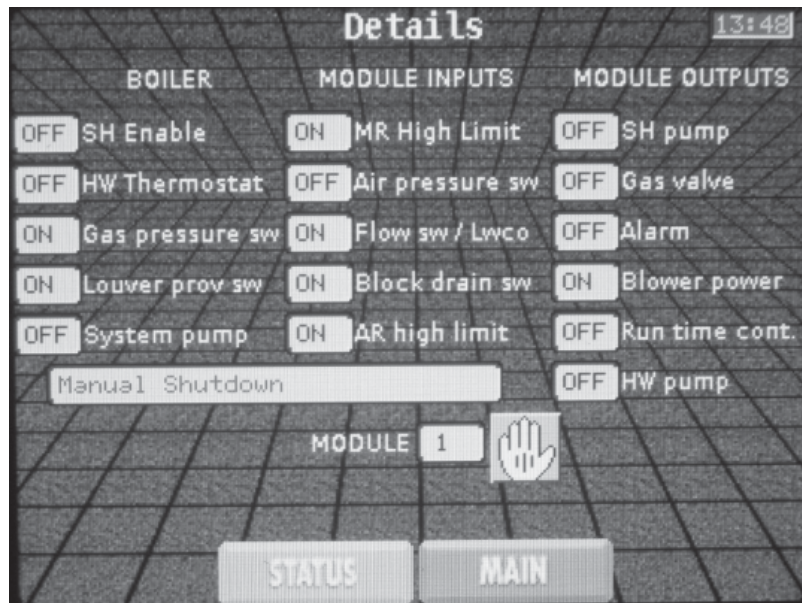 Details
13:48
BOILER MODULE INPUTS MODULE OUTPUTS
OFF SH Enable ON MR High Limit OFF SH pump
OFF HW Thermostat OFF Air pressure sw OFF Gas valve
ON Gas pressure sw ON Flow sw / Lwco OFF Alarm
ON Louver prov sw ON Block drain sw ON Blower power
OFF System pump ON AR high limit OFF Run time cont.
Manual Shutdown OFF HW pump
MODULE 1
STATUS MAIN